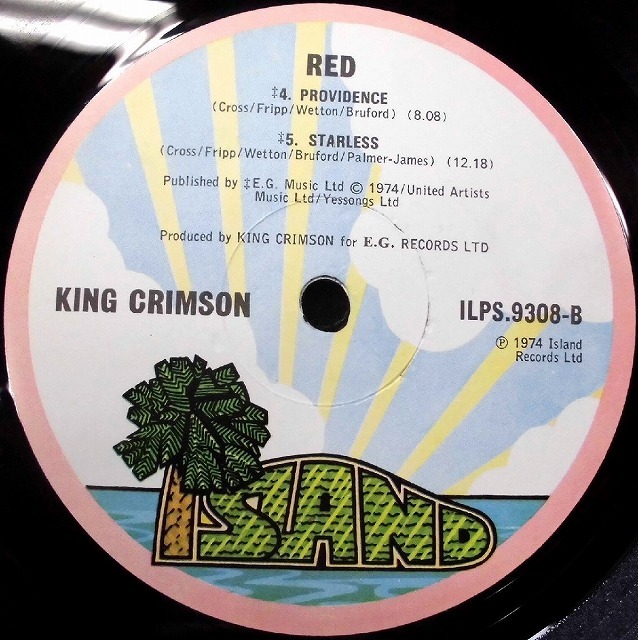 RED
‡4. PROVIDENCE
(Cross/Fripp/Wetton/Bruford) (8.08)
‡5. STARLESS
(Cross/Fripp/Wetton/Bruford/Palmer-James) (12.18)
Published by ‡E.G. Music Ltd © 1974/United Artists
Music Ltd/Yessongs Ltd
Produced by KING CRIMSON for E.G. RECORDS LTD
KING CRIMSON
ILPS.9308-B
℗ 1974 Island
Records Ltd
ISLAND